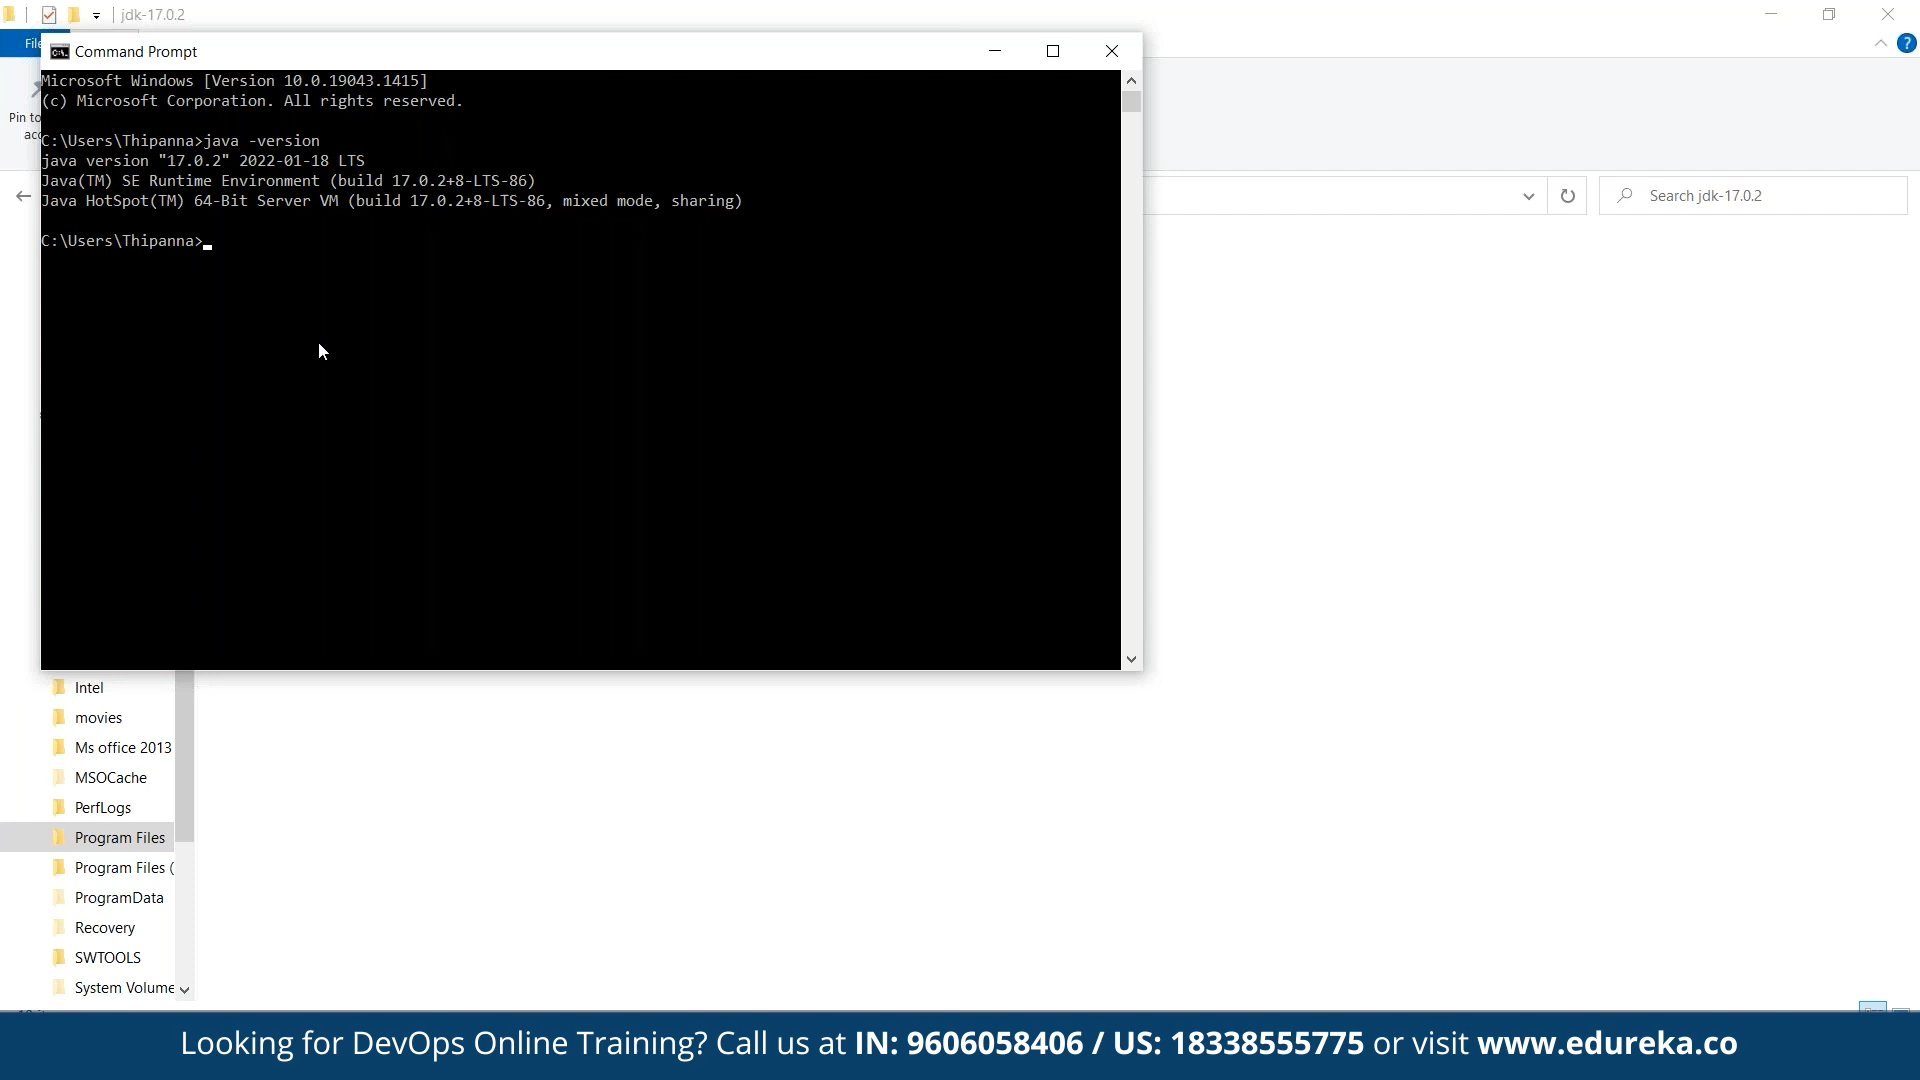 jdk-17.0.2
File
Command Prompt
Microsoft Windows [Version 10.0.19043.1415]
(c) Microsoft Corporation. All rights reserved.
Pin to
acc
C:\Users\Thipanna>java -version
java version "17.0.2" 2022-01-18 LTS
Java(TM) SE Runtime Environment (build 17.0.2+8-LTS-86)
Java HotSpot(TM) 64-Bit Server VM (build 17.0.2+8-LTS-86, mixed mode, sharing)
Search jdk-17.0.2
C:\Users\Thipanna>
Intel
movies
Ms office 2013
MSOCache
PerfLogs
Program Files
Program Files (
ProgramData
Recovery
SWTOOLS
System Volume
Looking for DevOps Online Training? Call us at IN: 9606058406 / US: 18338555775 or visit www.edureka.co